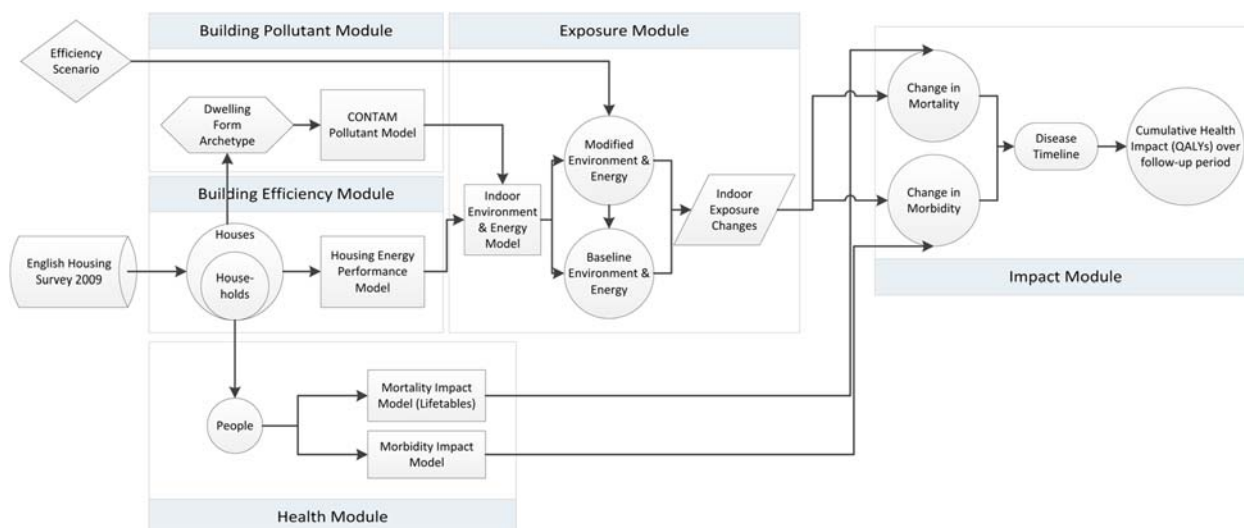 Building Pollutant Module
Exposure Module
Efficiency
Scenario
Dwelling
Form
Archetype
CONTAM
Pollutant Model
Modified
Environment &
Energy
Change in
Mortality
Disease
Timeline
Cumulative Health
Impact (QALYs) over
follow-up period
Building Efficiency Module
Indoor
Environment
& Energy Model
Indoor
Exposure
Changes
Change in
Morbidity
English Housing
Survey 2009
Houses
House-
holds
Housing Energy
Performance
Model
Baseline
Environment &
Energy
Impact Module
People
Mortality Impact
Model (Lifetables)
Morbidity Impact
Model
Health Module